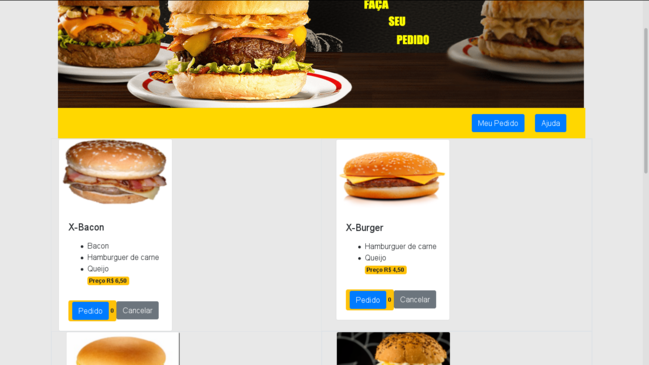 FAÇA
SEU
PEDIDO
Meu Pedido
Ajuda
X-Bacon
Bacon
Hamburguer de carne
Queijo
Preço R$ 6,50
Pedido 0 Cancelar
X-Burger
Hamburguer de carne
Queijo
Preço R$ 4,50
Pedido 0 Cancelar